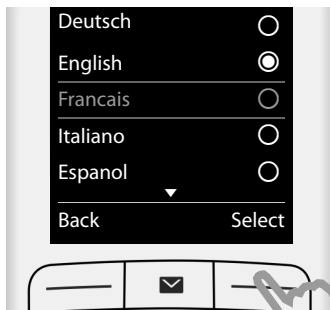 Deutsch
English
Francais
Italiano
Espanol
Back Select